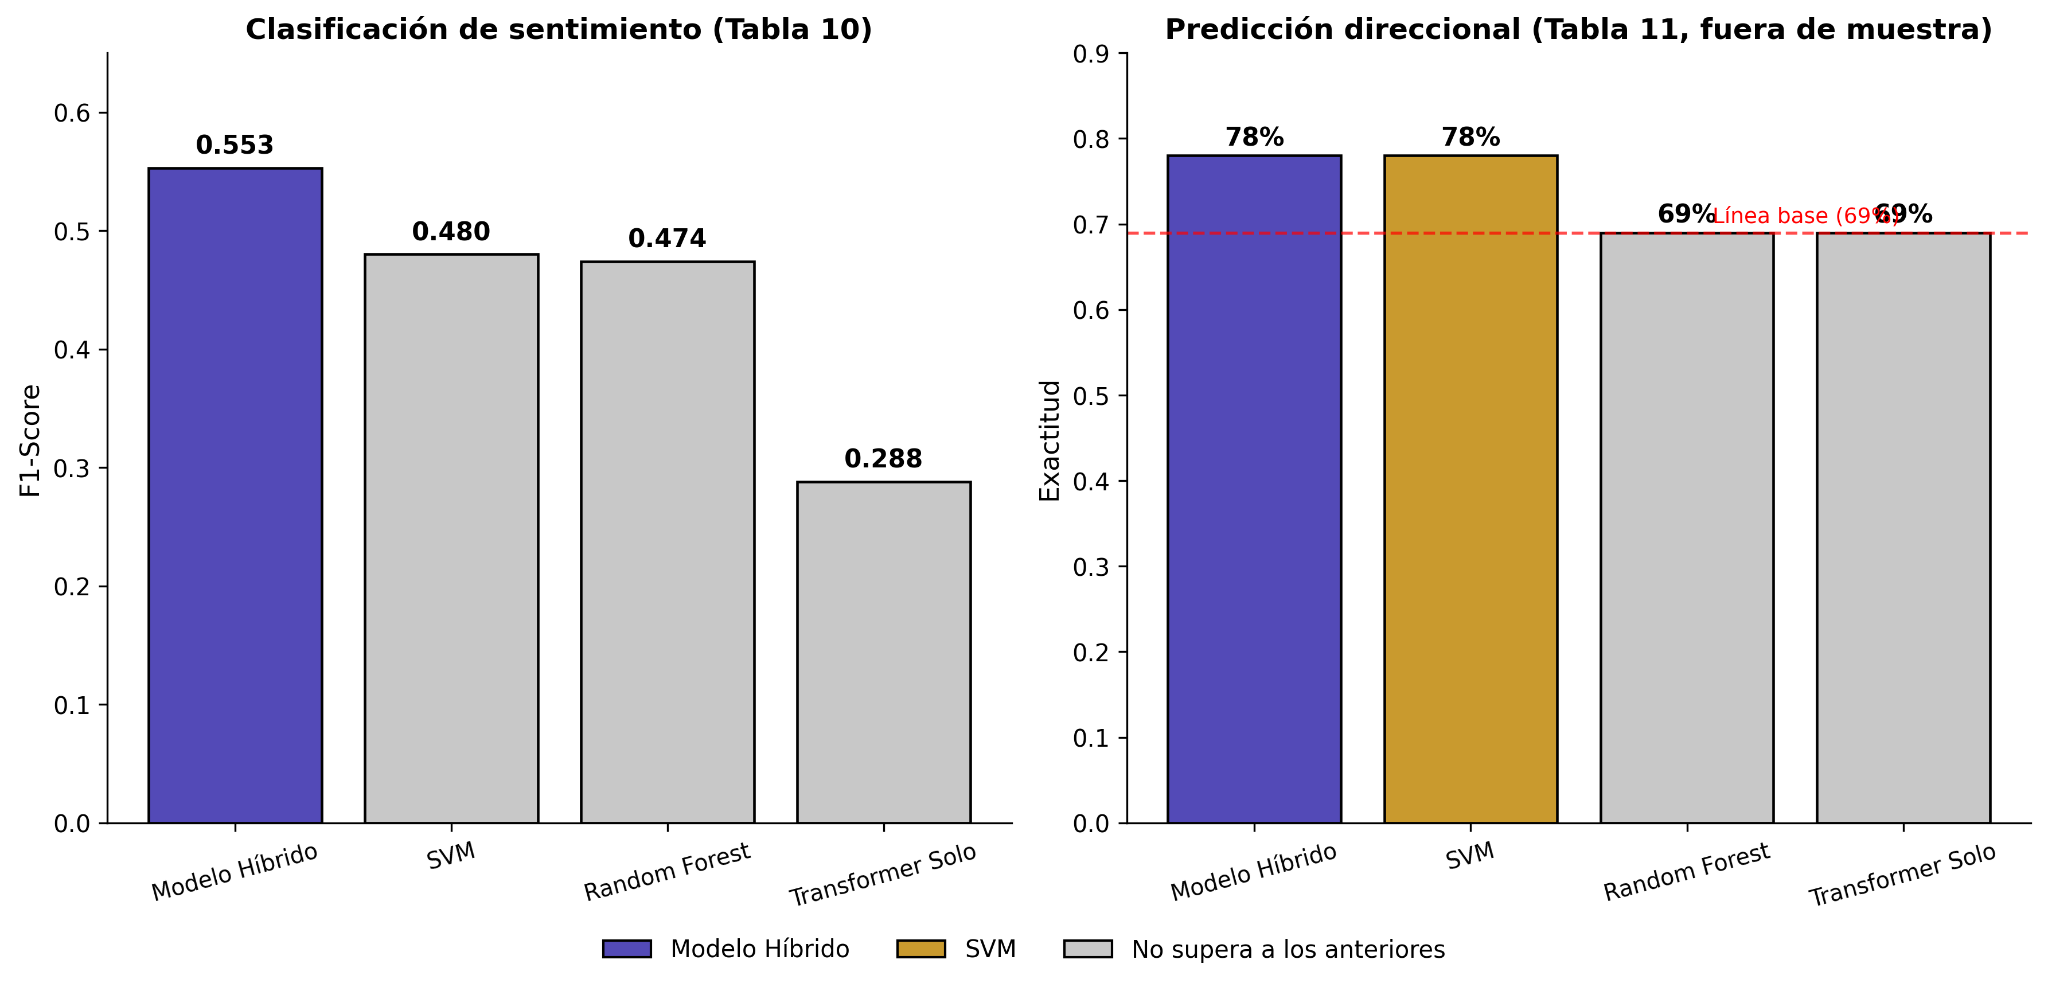 Clasificación de sentimiento (Tabla 10)
F1-Score
0.6
0.5
0.4
0.3
0.2
0.1
0.0
0.553
0.480
0.474
0.288
Modelo Híbrido
SVM
Random Forest
Transformer Solo
Predicción direccional (Tabla 11, fuera de muestra)
Exactitud
0.9
0.8
0.7
0.6
0.5
0.4
0.3
0.2
0.1
0.0
78%
78%
69%
Línea base (69%)
69%
Modelo Híbrido
SVM
Random Forest
Transformer Solo
Modelo Híbrido
SVM
No supera a los anteriores